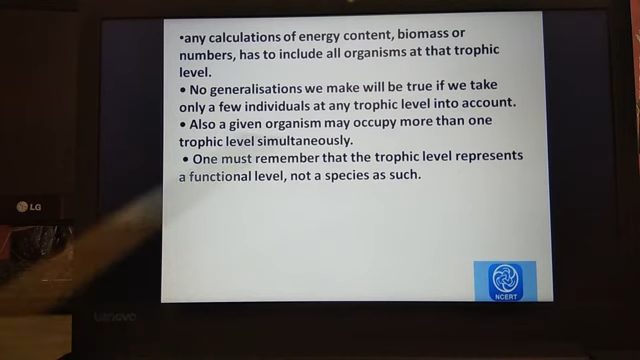 •any calculations of energy content, biomass or
numbers, has to include all organisms at that trophic
level.
• No generalisations we make will be true if we take
only a few individuals at any trophic level into account.
• Also a given organism may occupy more than one
trophic level simultaneously.
• One must remember that the trophic level represents
a functional level, not a species as such.
LG
NCERT
Lenovo